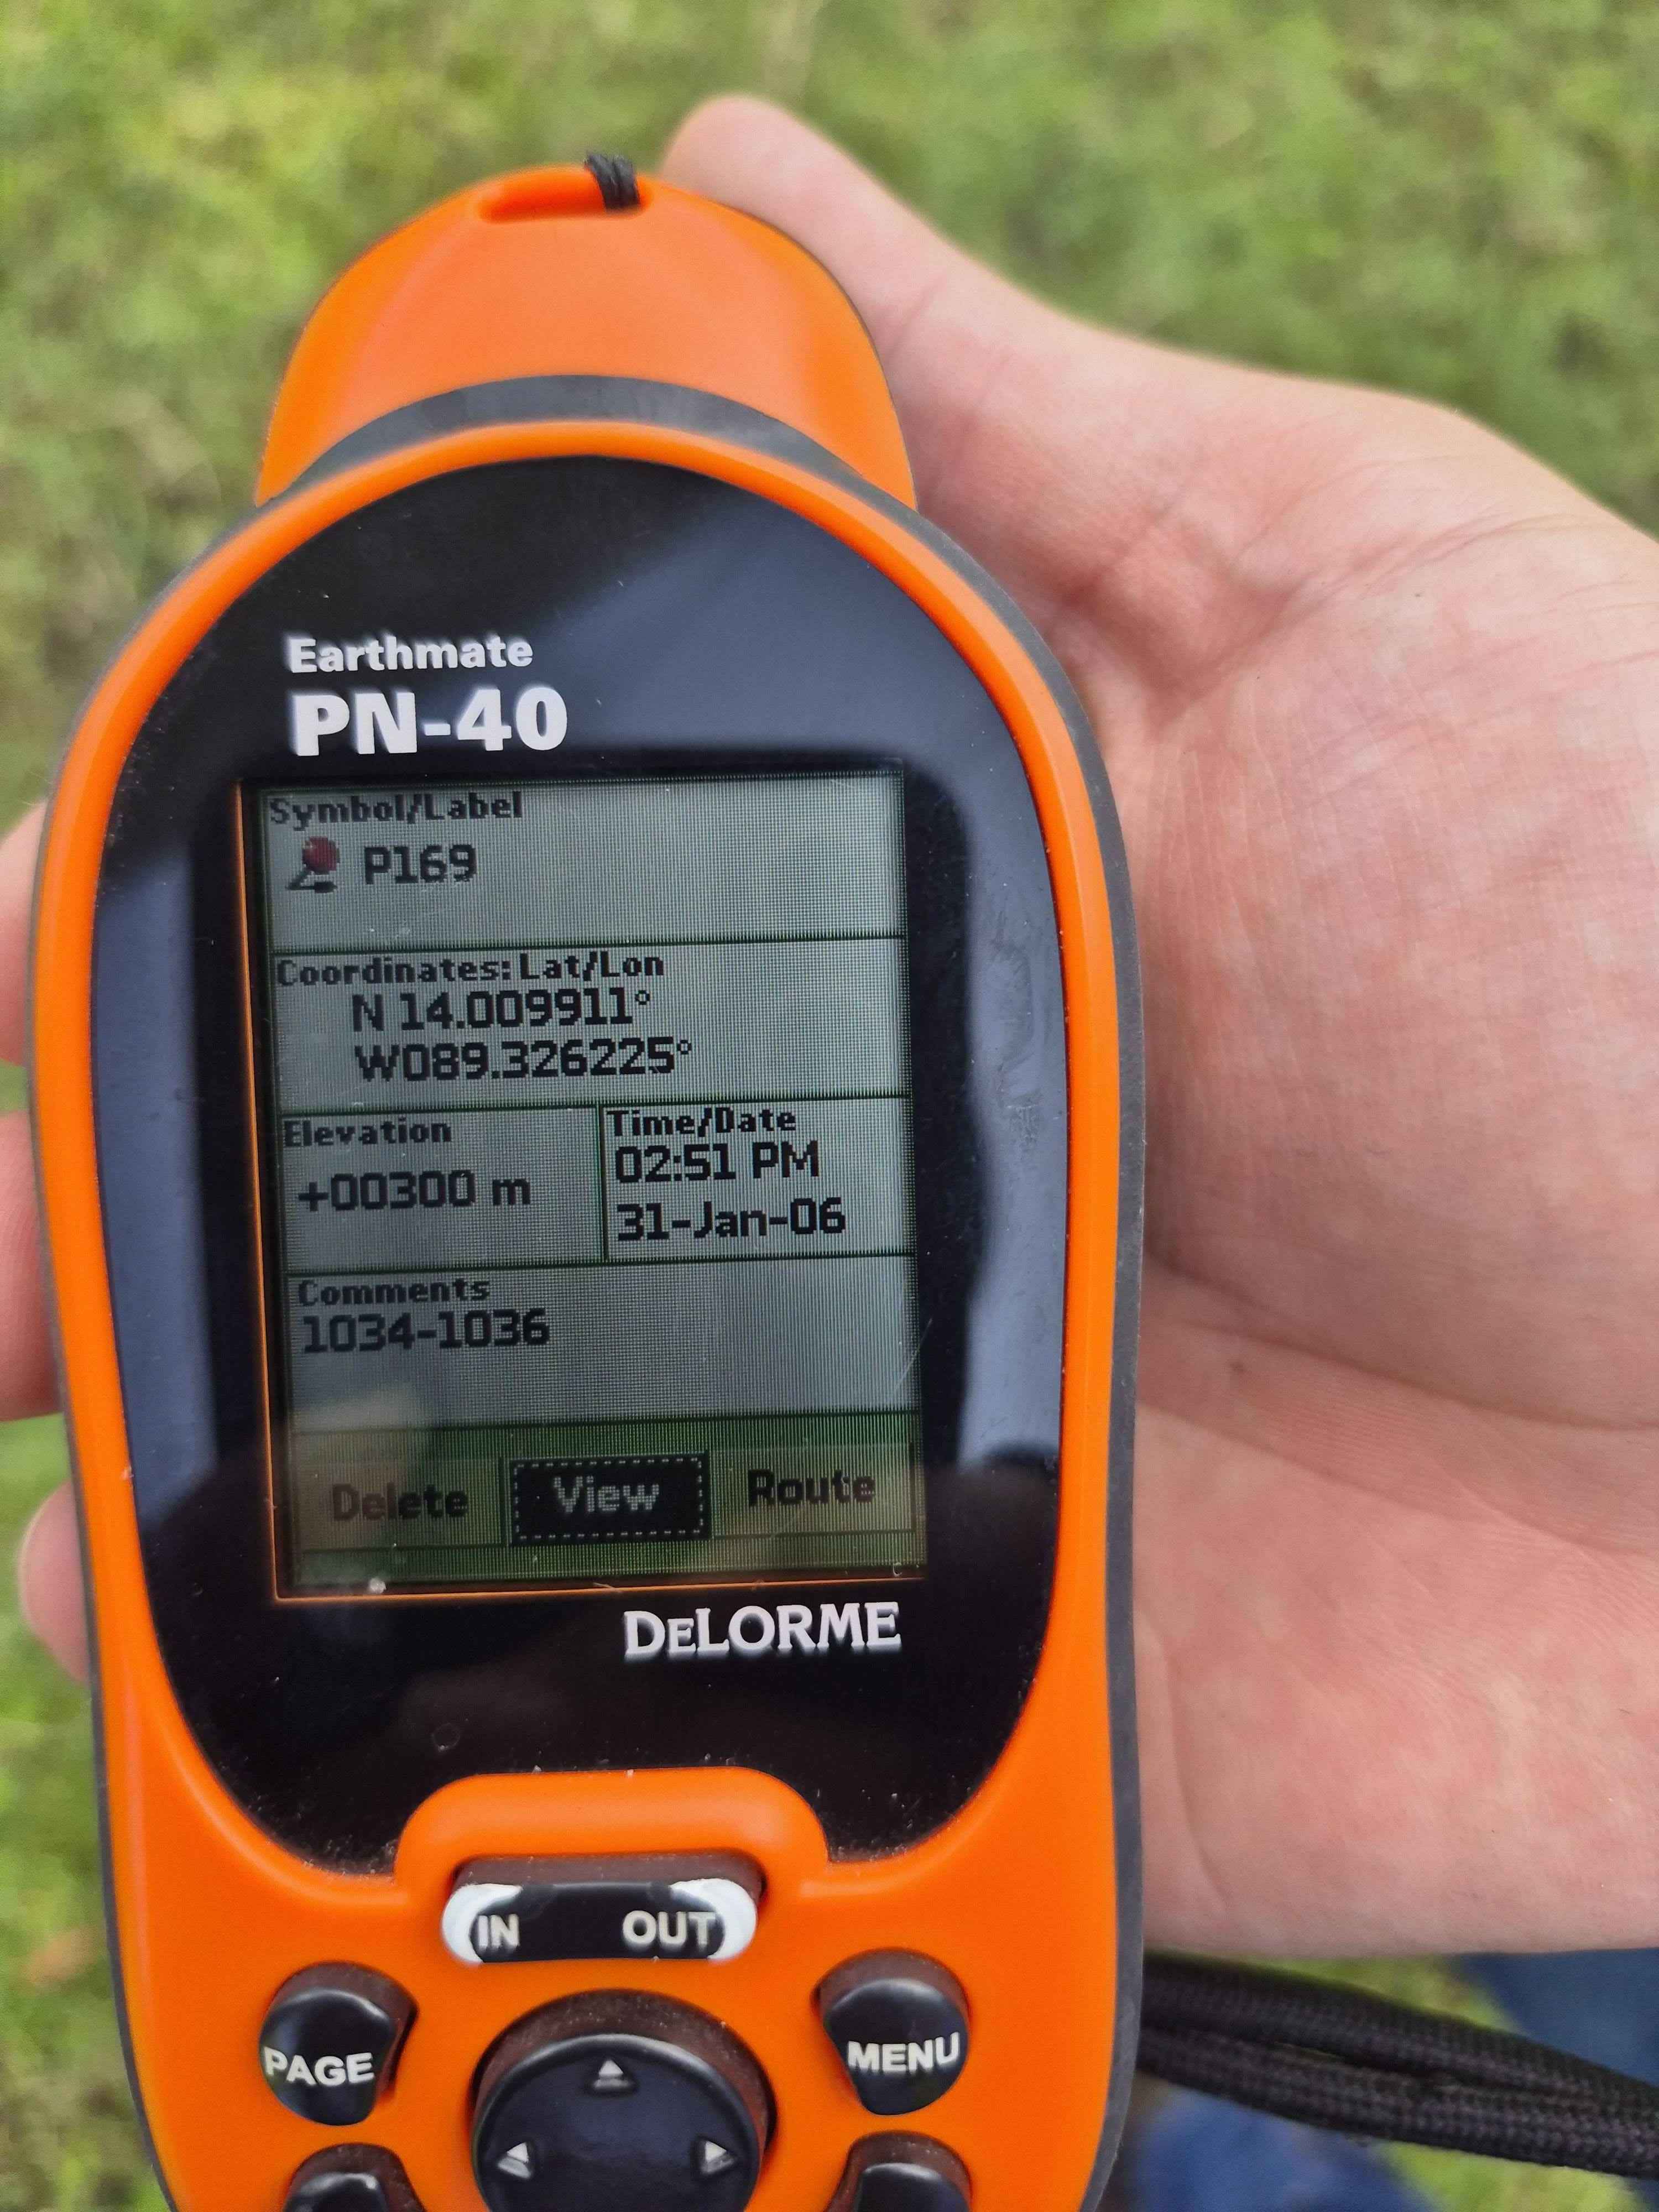 Earthmate
PN-40
Symbol/Label
P169
Coordinates: Lat/Lon
N 14.009911°
W089.326225°
Elevation
+00300 m
Time/Date
02:51 PM
31-Jan-06
Comments
1034-1036
Delete View Route
DELORME
IN OUT
PAGE MENU